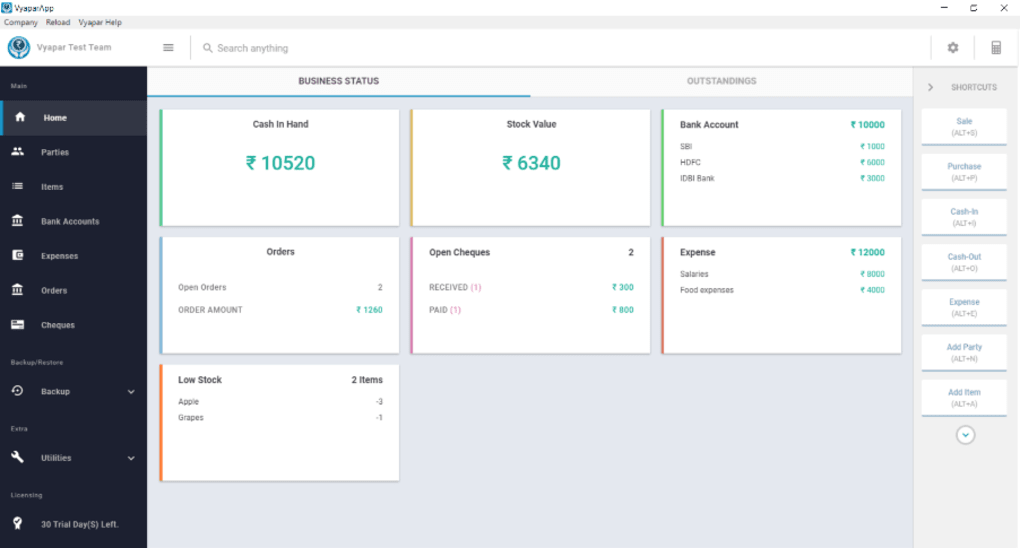 VyaparApp
Company Reload Vyapar Help
Vyapar Test Team
Search anything
Main
Home
Parties
Items
Bank Accounts
Expenses
Orders
Cheques
Backup/Restore
Backup
Extra
Utilities
Licensing
30 Trial Day(S) Left.
BUSINESS STATUS
OUTSTANDINGS
Cash In Hand
₹ 10520
Stock Value
₹ 6340
Bank Account ₹ 10000
SBI ₹ 1000
HDFC ₹ 6000
IDBI Bank ₹ 3000
Orders
Open Orders 2
ORDER AMOUNT ₹ 1260
Open Cheques 2
RECEIVED (1) ₹ 300
PAID (1) ₹ 800
Expense ₹ 12000
Salaries ₹ 8000
Food expenses ₹ 4000
Low Stock 2 Items
Apple -3
Grapes -1
SHORTCUTS
Sale
(ALT+S)
Purchase
(ALT+P)
Cash-In
(ALT+I)
Cash-Out
(ALT+O)
Expense
(ALT+E)
Add Party
(ALT+N)
Add Item
(ALT+A)